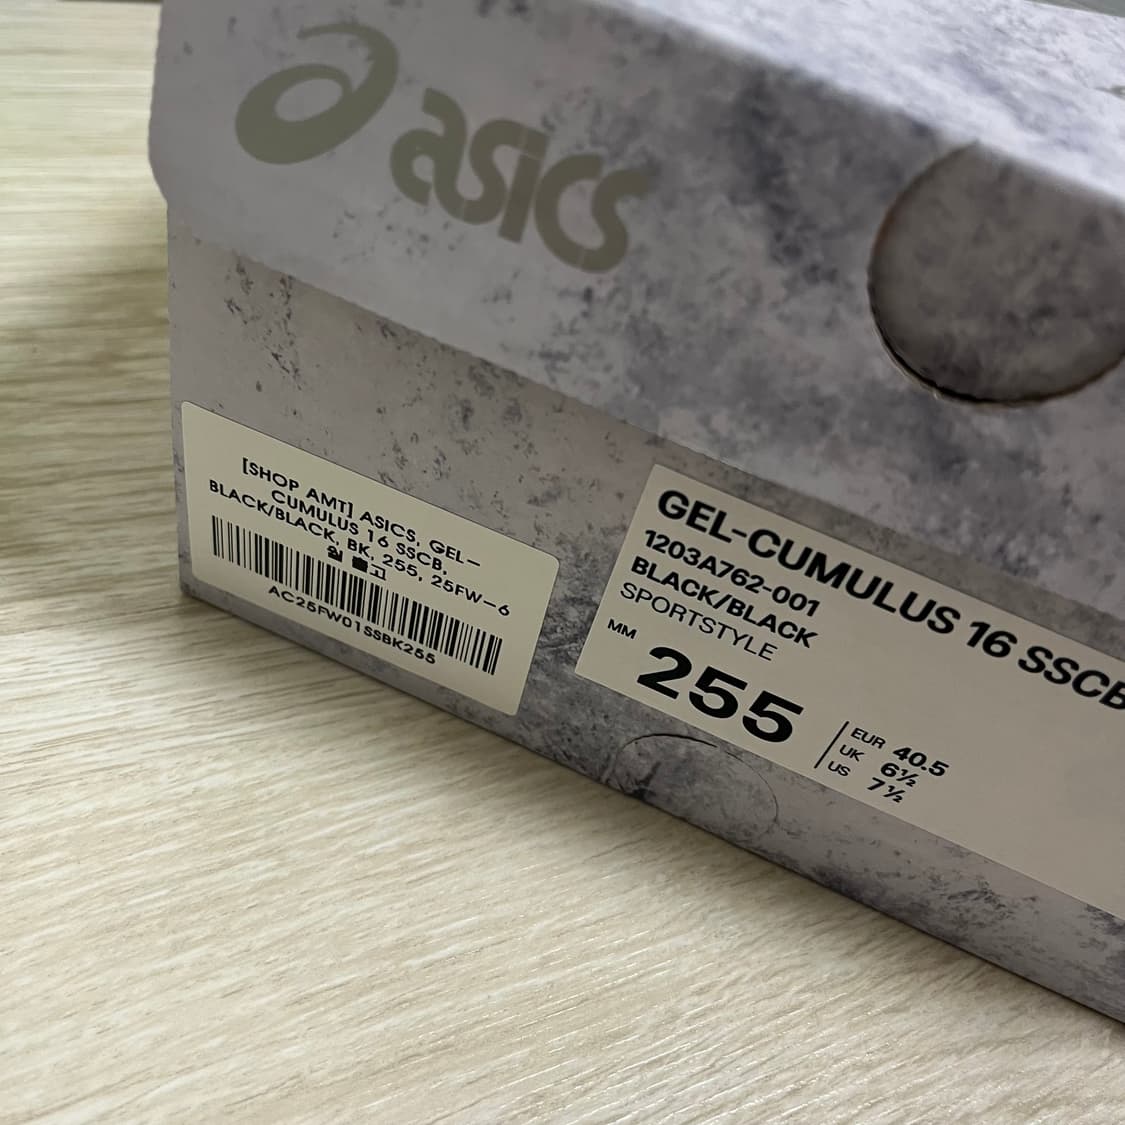 asics
[SHOP AMT] ASICS, GEL-
CUMULUS 16 SSCB,
BLACK/BLACK, BK, 255, 25FW-6
AC25FW01SSBK255
GEL-CUMULUS 16 SSCB
1203A762-001
BLACK/BLACK
SPORTSTYLE
MM
255
EUR 40.5
UK 6½
US 7½